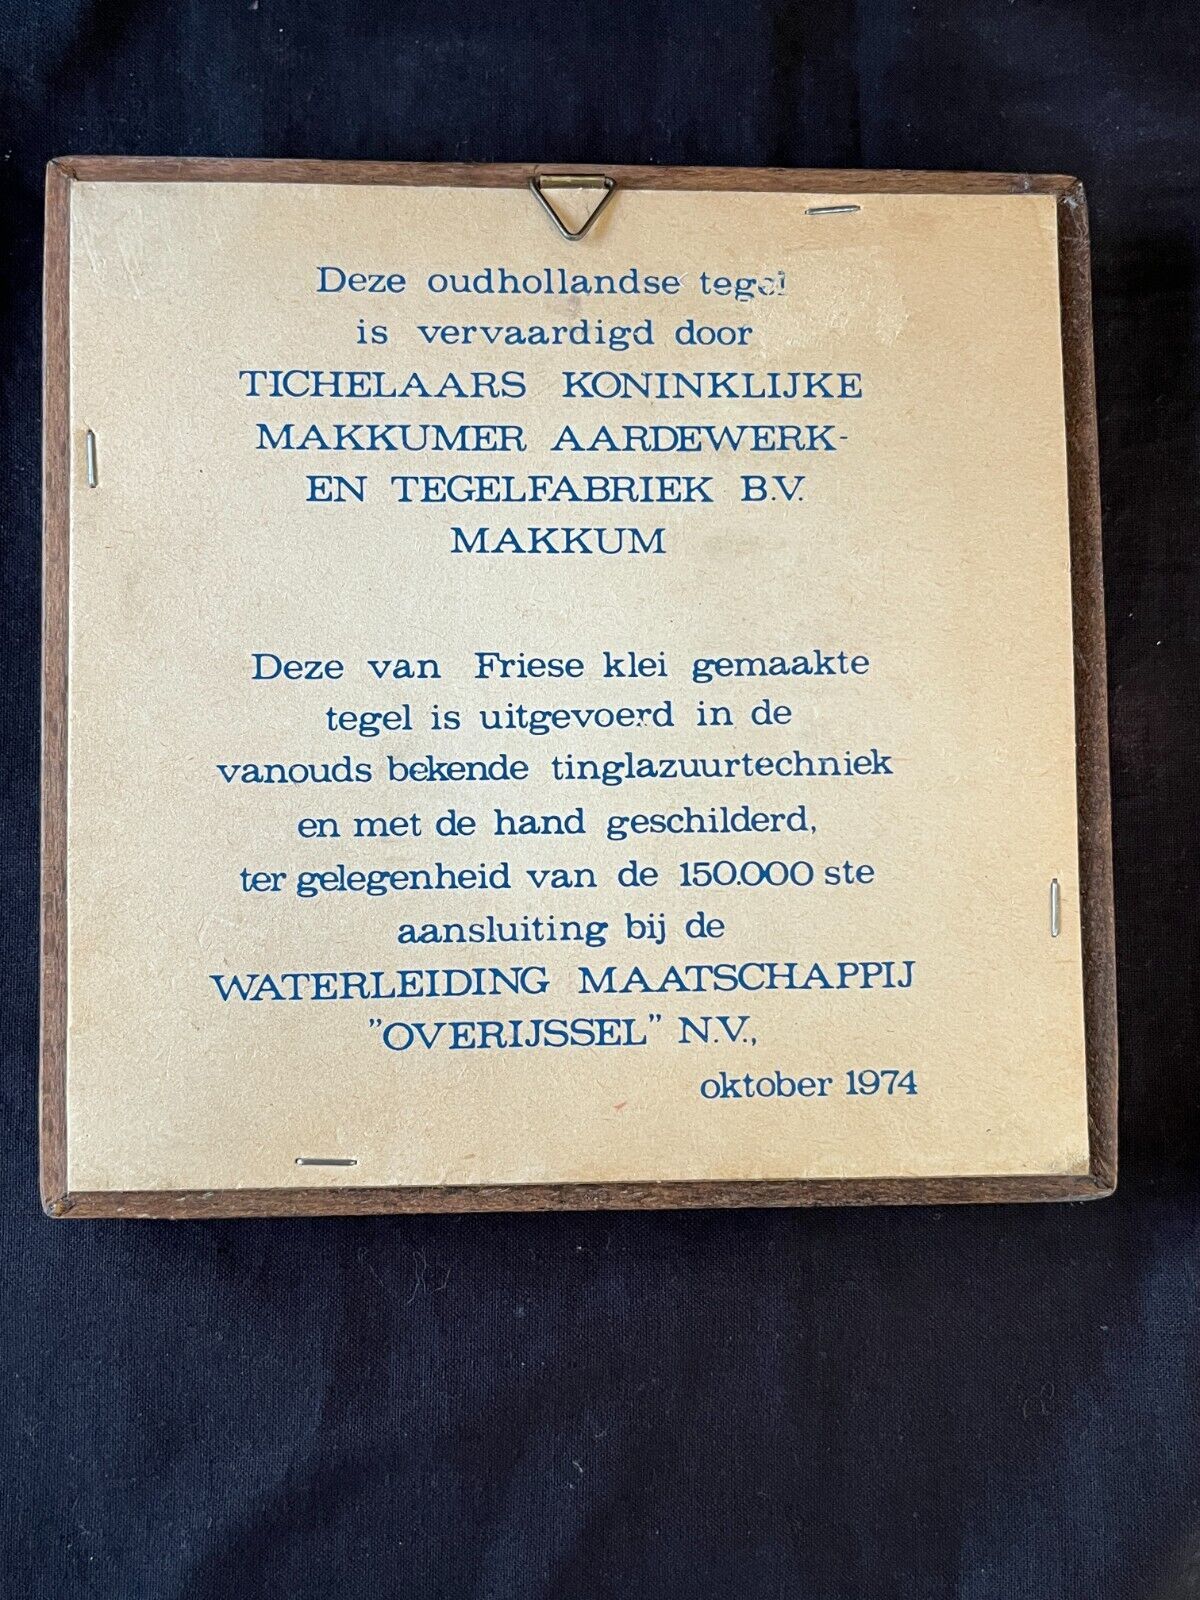 Deze oudhollandse tegel
is vervaardigd door
TICHELAARS KONINKLIJKE
MAKKUMER AARDEWERK-
EN TEGELFABRIEK B.V.
MAKKUM
Deze van Friese klei gemaakte
tegel is uitgevoerd in de
vanouds bekende tinglazuurtechniek
en met de hand geschilderd,
ter gelegenheid van de 150.000 ste
aansluiting bij de
WATERLEIDING MAATSCHAPPIJ
"OVERIJSSEL" N.V.,
oktober 1974